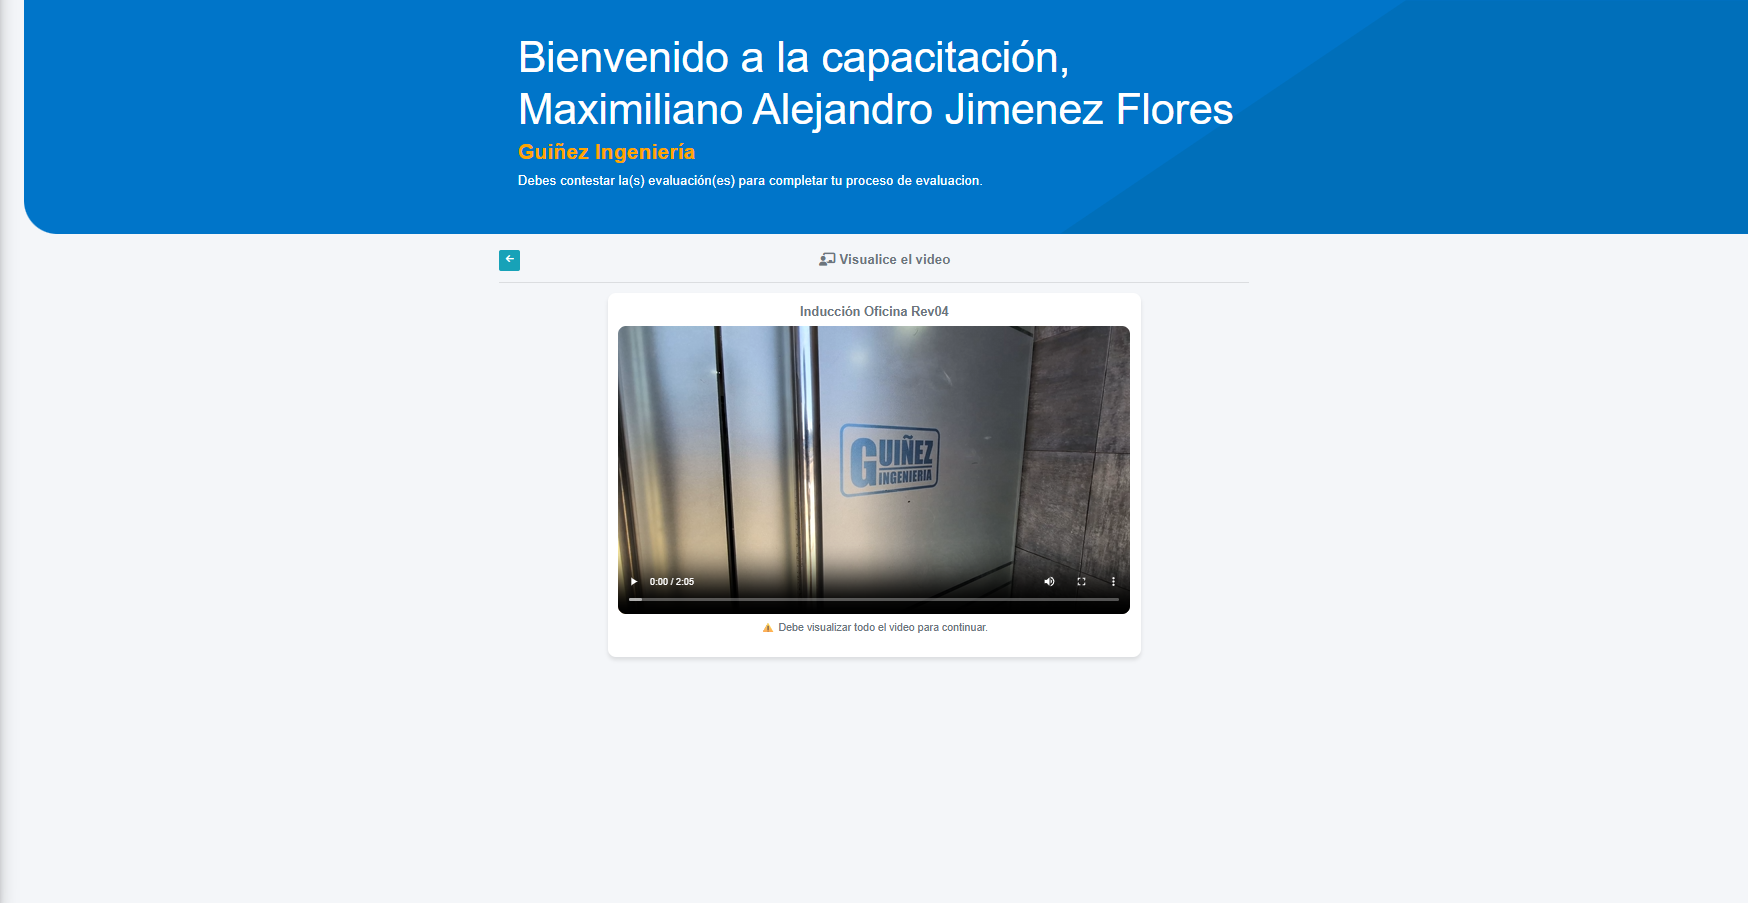 Bienvenido a la capacitación,
Maximiliano Alejandro Jimenez Flores
Guiñez Ingeniería
Debes contestar la(s) evaluación(es) para completar tu proceso de evaluacion.
Visualice el video
Inducción Oficina Rev04
GUIÑEZ
INGENIERIA
0:00 / 2:05
Debe visualizar todo el video para continuar.